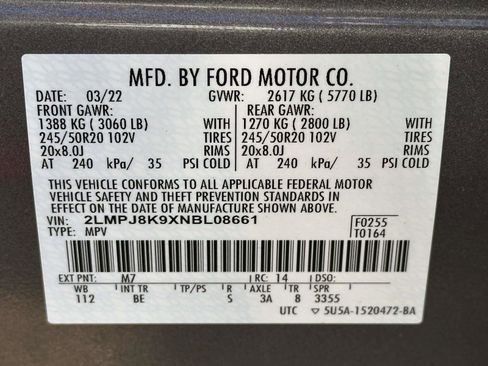 MFD. BY FORD MOTOR CO.
DATE: 03/22 GVWR: 2617 KG ( 5770 LB)
FRONT GAWR: REAR GAWR:
1388 KG ( 3060 LB) WITH 1270 KG ( 2800 LB) WITH
245/50R20 102V TIRES 245/50R20 102V TIRES
20x8.0J RIMS 20x8.0J RIMS
AT 240 kPa/ 35 PSI COLD AT 240 kPa/ 35 PSI COLD
THIS VEHICLE CONFORMS TO ALL APPLICABLE FEDERAL MOTOR
VEHICLE SAFETY AND THEFT PREVENTION STANDARDS IN
EFFECT ON THE DATE OF MANUFACTURE SHOWN ABOVE.
VIN: 2LMPJ8K9XNBL08661 F0255
TYPE: MPV T0164
EXT PNT: M7 RC: 14 DSO:
WB INT TR TP/PS R AXLE TR SPR
112 BE S 3A 8 3355
UTC ▽ 5U5A-1520472-BA